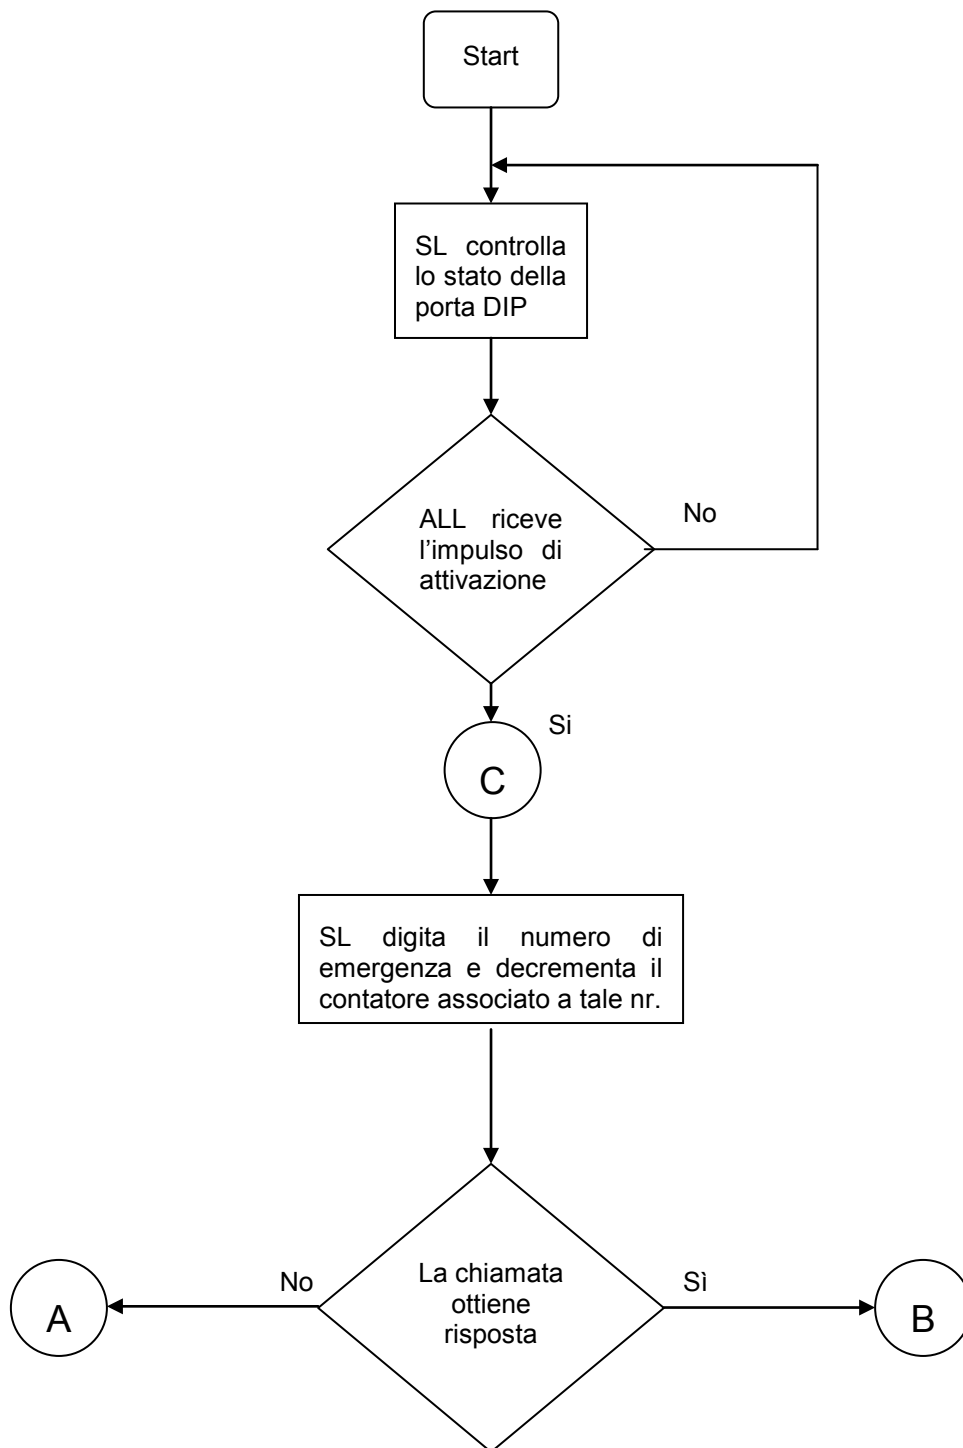 Start
SL controlla
lo stato della
porta DIP
ALL riceve
l’impulso di
attivazione
No
Si
C
SL digita il numero di
emergenza e decrementa il
contatore associato a tale nr.
La chiamata
ottiene
risposta
No
Sì
A
B